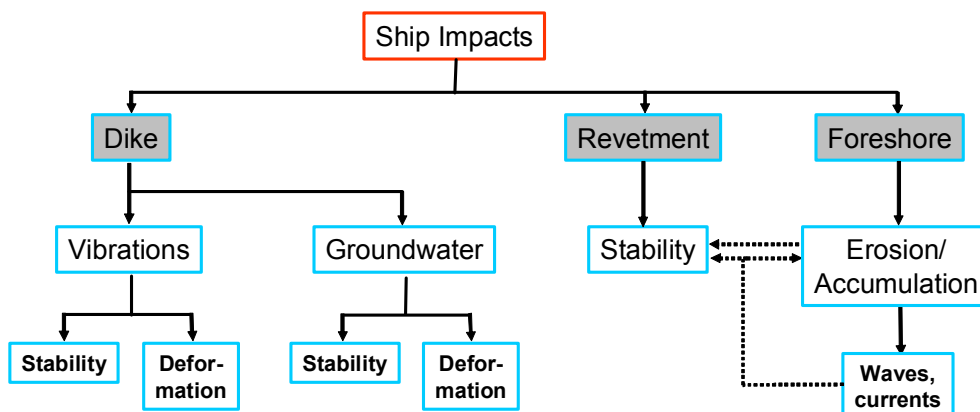 Ship Impacts
Dike
Revetment
Foreshore
Vibrations
Groundwater
Stability
Erosion/
Accumulation
Stability
Defor-
mation
Stability
Defor-
mation
Waves,
currents